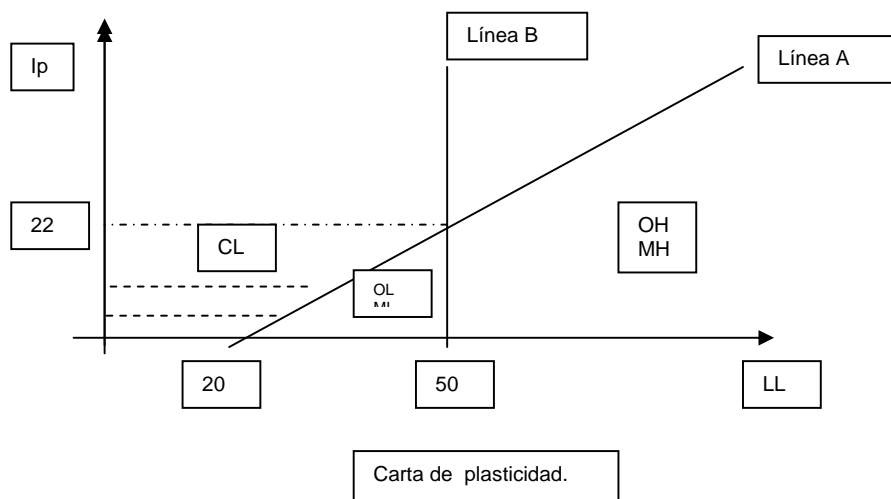 Línea B
Ip
Línea A
22
CL
OH
MH
OL
20
50
LL
Carta de plasticidad.